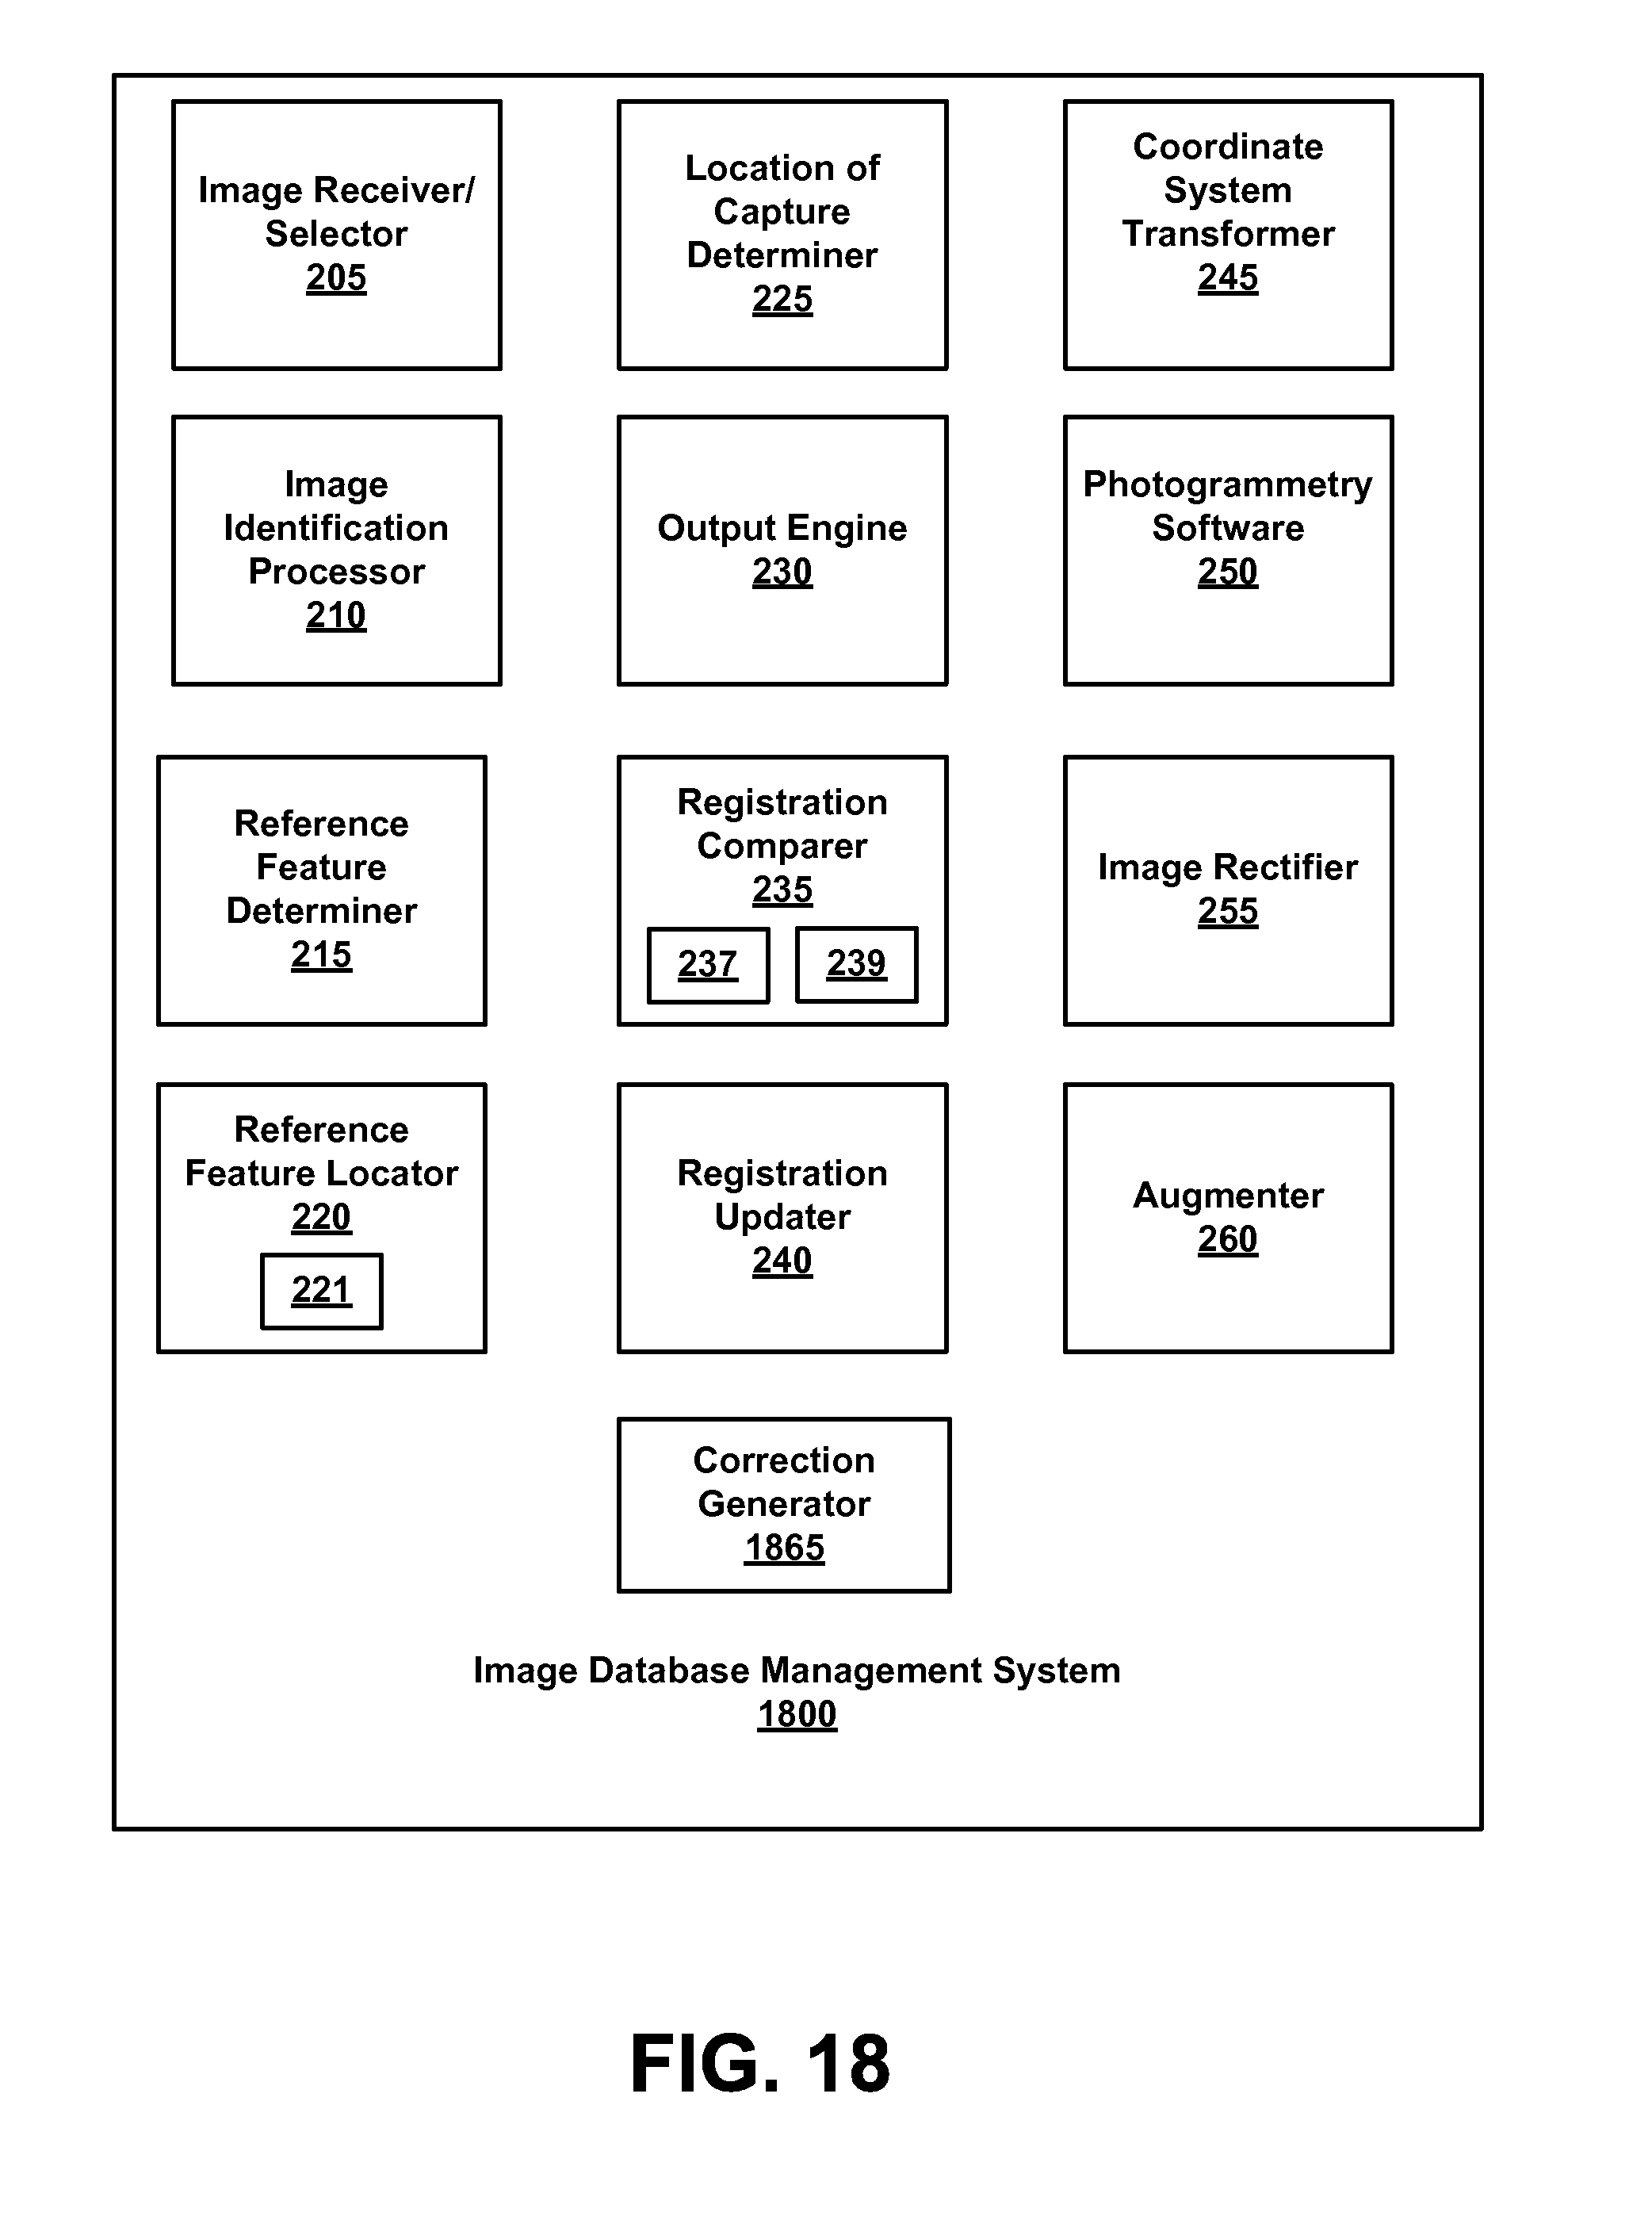 Image Receiver/
Selector
205
Location of
Capture
Determiner
225
Coordinate
System
Transformer
245
Image
Identification
Processor
210
Output Engine
230
Photogrammetry
Software
250
Reference
Feature
Determiner
215
Registration
Comparer
235
237
239
Image Rectifier
255
Reference
Feature Locator
220
221
Registration
Updater
240
Augmenter
260
Correction
Generator
1865
Image Database Management System
1800
FIG. 18